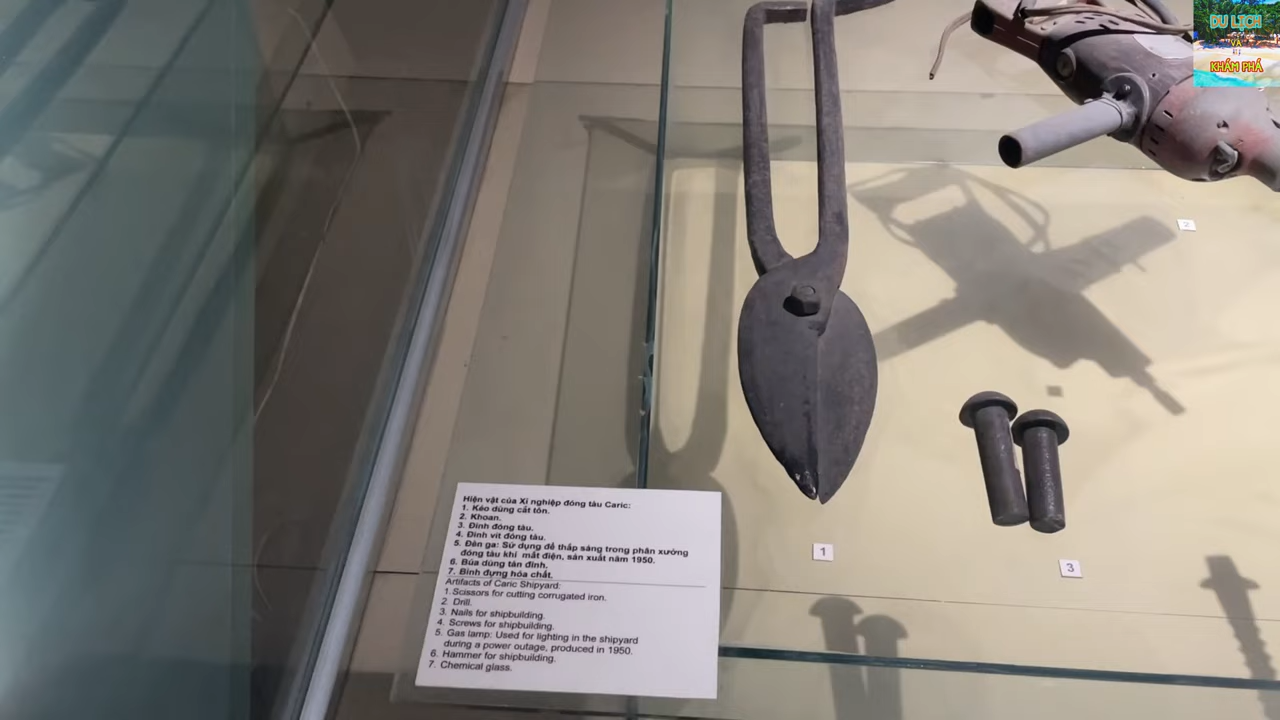 DU LỊCH
VÀ
KHÁM PHÁ
2
1
3
Hiện vật của Xí nghiệp đóng tàu Caric:
1. Kéo dùng cắt tôn.
2. Khoan.
3. Đinh đóng tàu.
4. Đinh vít đóng tàu.
5. Đèn ga: Sử dụng để thắp sáng trong phân xưởng
đóng tàu khi mất điện, sản xuất năm 1950.
6. Búa dùng tán đinh.
7. Bình đựng hóa chất.
Artifacts of Caric Shipyard:
1.Scissors for cutting corrugated iron.
2. Drill.
3. Nails for shipbuilding.
4. Screws for shipbuilding.
5. Gas lamp: Used for lighting in the shipyard
during a power outage, produced in 1950.
6. Hammer for shipbuilding.
7. Chemical glass.